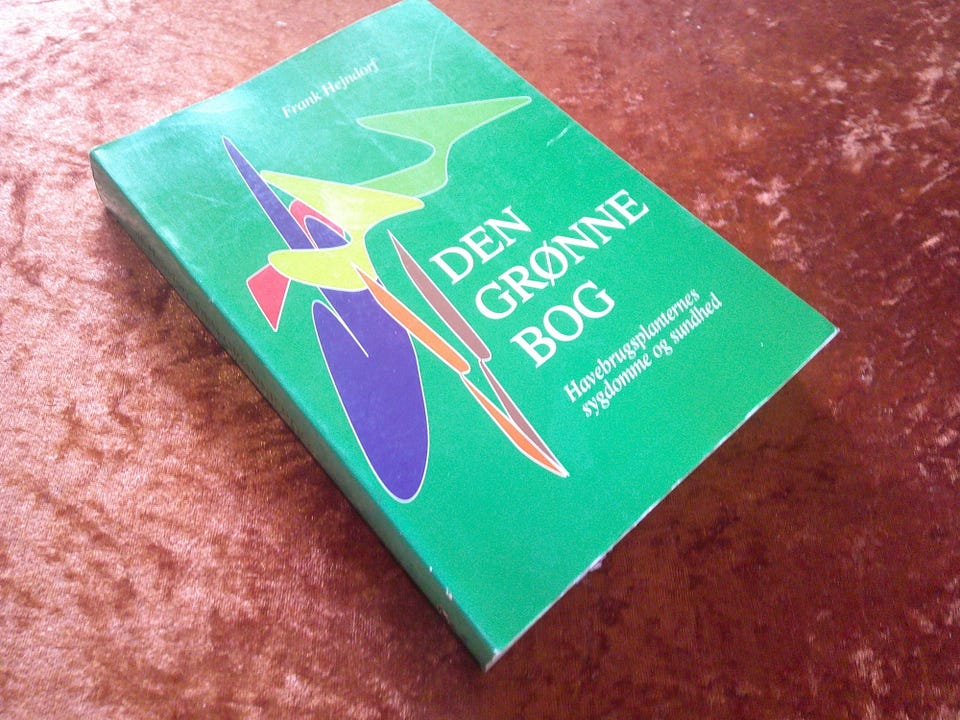 Frank Hejndorf
DEN
GRØNNE
BOG
Havebrugsplanternes
sygdomme og sundhed